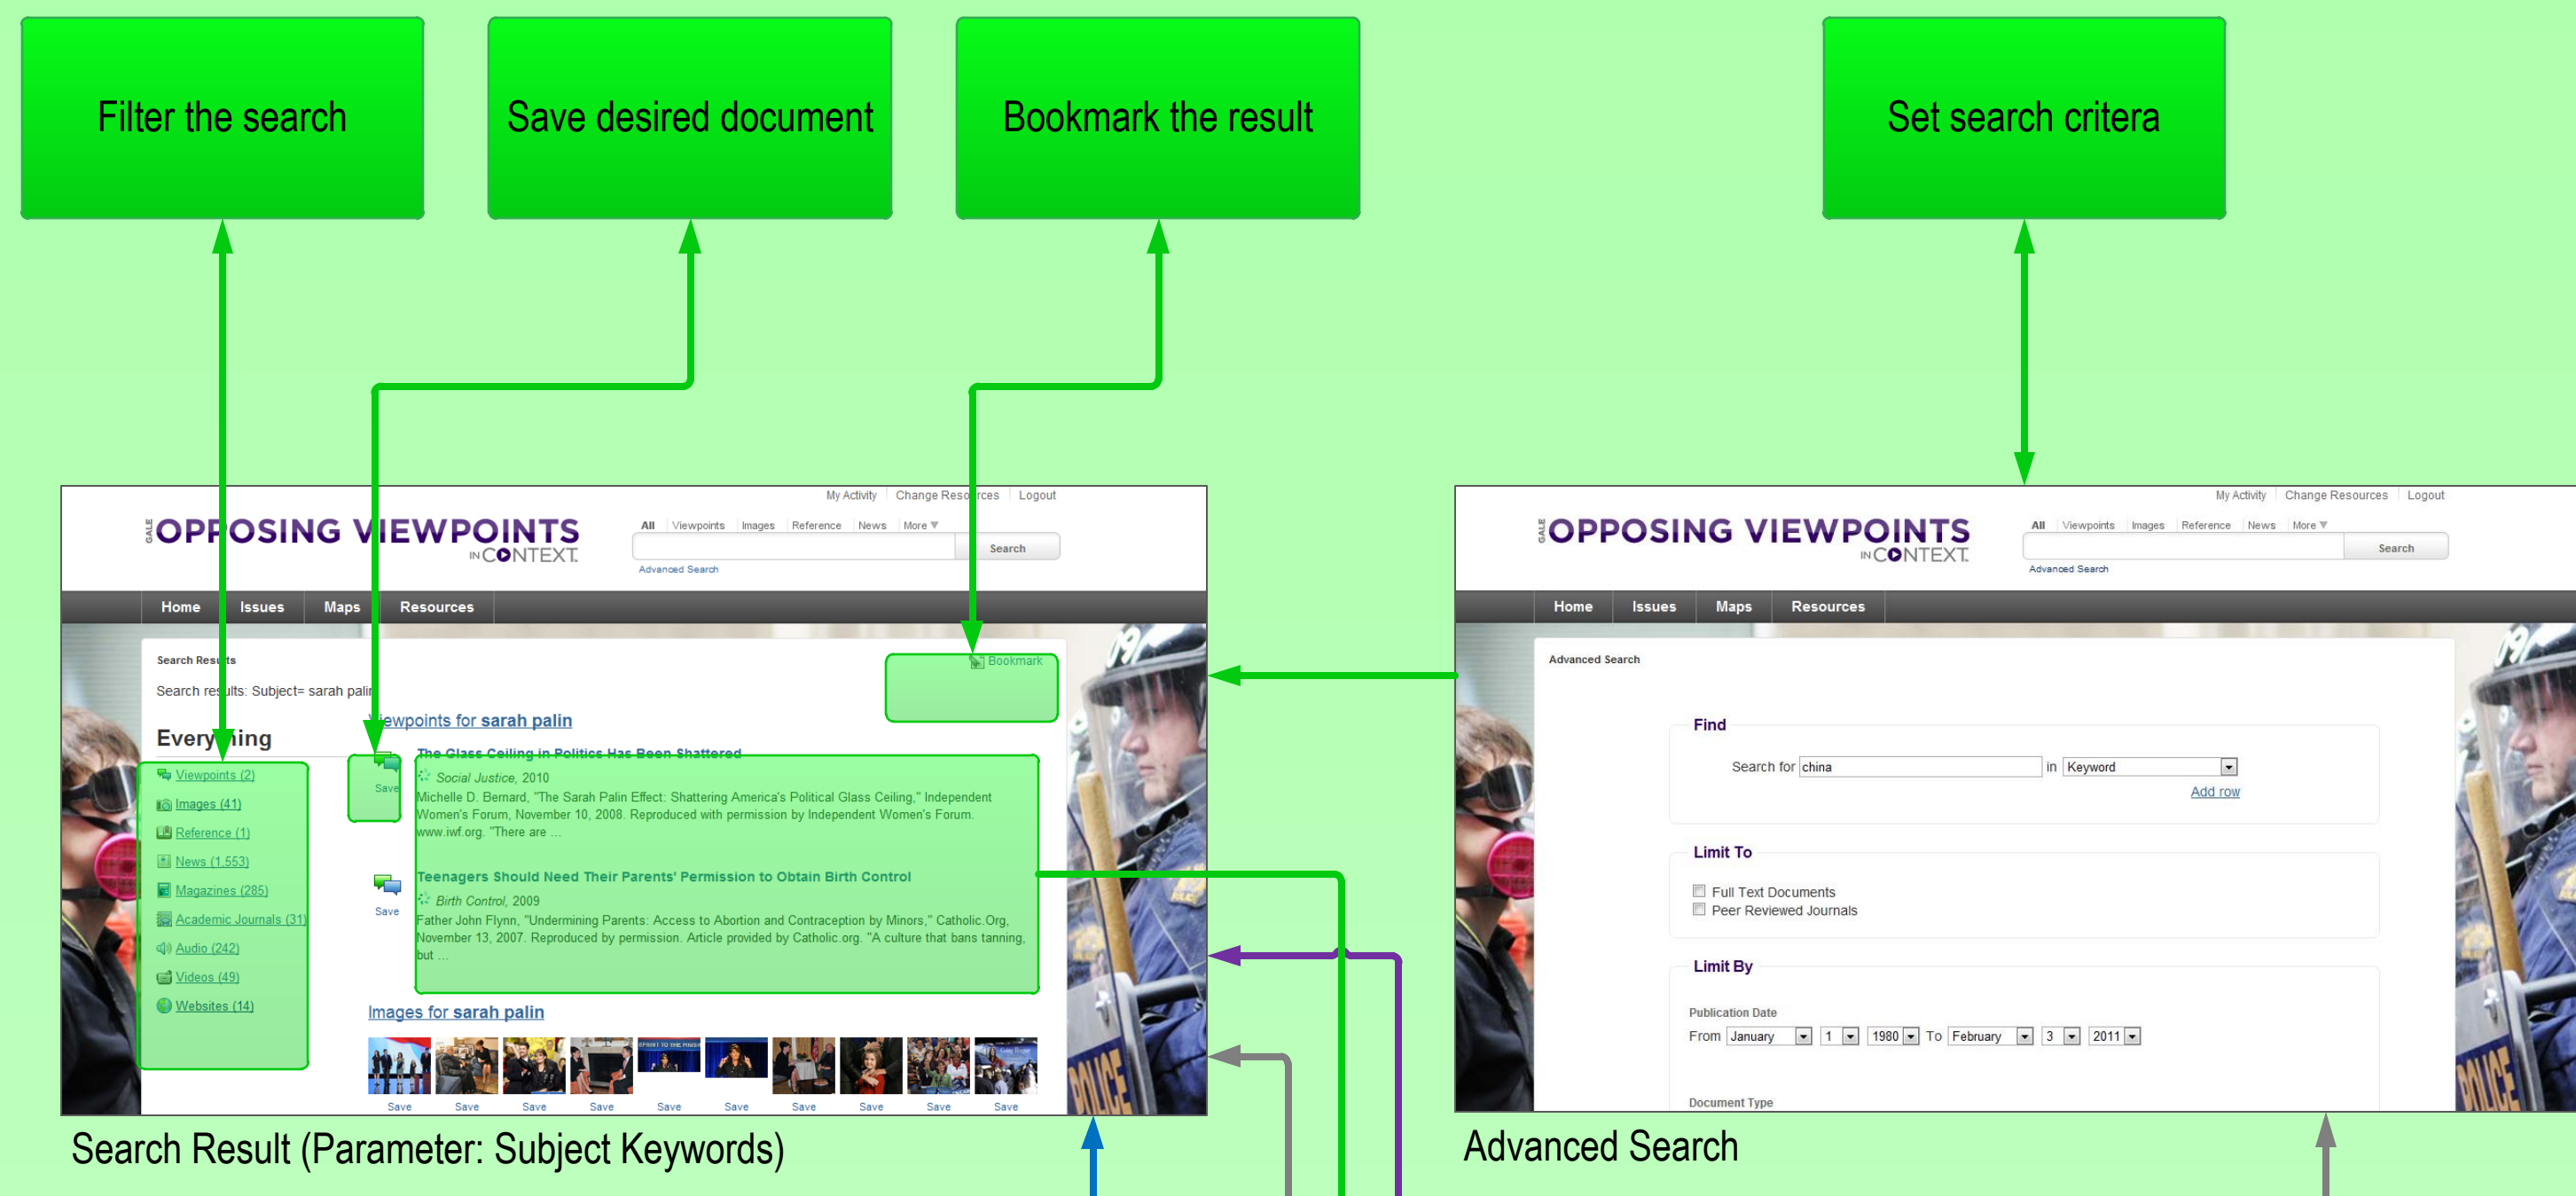 Filter the search
Save desired document
Bookmark the result
Set search critera
My Activity Change Resources Logout
GALE OPPOSING VIEWPOINTS
IN CONTEXT.
All Viewpoints Images Reference News More
Search
Advanced Search
Home Issues Maps Resources
Search Results
Bookmark
Search results: Subject= sarah palin
Viewpoints for sarah palin
Everything
Viewpoints (2)
Images (41)
Reference (1)
News (1,553)
Magazines (285)
Academic Journals (31)
Audio (242)
Videos (49)
Websites (14)
The Glass Ceiling in Politics Has Been Shattered
Social Justice, 2010
Save
Michelle D. Bernard, "The Sarah Palin Effect: Shattering America's Political Glass Ceiling," Independent
Women's Forum, November 10, 2008. Reproduced with permission by Independent Women's Forum.
www.iwf.org. "There are ...
Teenagers Should Need Their Parents' Permission to Obtain Birth Control
Birth Control, 2009
Save
Father John Flynn, "Undermining Parents: Access to Abortion and Contraception by Minors," Catholic.Org,
November 13, 2007. Reproduced by permission. Article provided by Catholic.org. "A culture that bans tanning,
but ...
Images for sarah palin
Save Save Save Save Save Save Save Save Save Save
POLICE
Search Result (Parameter: Subject Keywords)
My Activity Change Resources Logout
GALE OPPOSING VIEWPOINTS
IN CONTEXT.
All Viewpoints Images Reference News More
Search
Advanced Search
Home Issues Maps Resources
Advanced Search
Find
Search for china in Keyword
Add row
Limit To
Full Text Documents
Peer Reviewed Journals
Limit By
Publication Date
From January 1 1980 To February 3 2011
Document Type
POLICE
Advanced Search